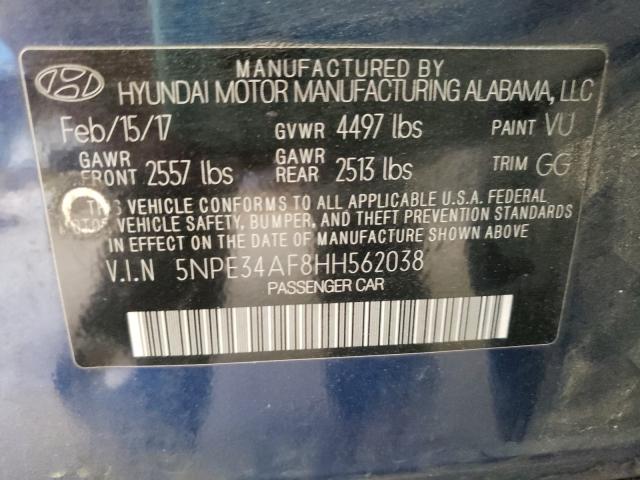 MANUFACTURED BY
HYUNDAI MOTOR MANUFACTURING ALABAMA, LLC
Feb/15/17 GVWR 4497 lbs PAINT VU
GAWR FRONT 2557 lbs GAWR REAR 2513 lbs TRIM GG
THIS VEHICLE CONFORMS TO ALL APPLICABLE U.S.A. FEDERAL
MOTOR VEHICLE SAFETY, BUMPER, AND THEFT PREVENTION STANDARDS
IN EFFECT ON THE DATE OF MANUFACTURE SHOWN ABOVE.
V.I.N 5NPE34AF8HH562038
PASSENGER CAR